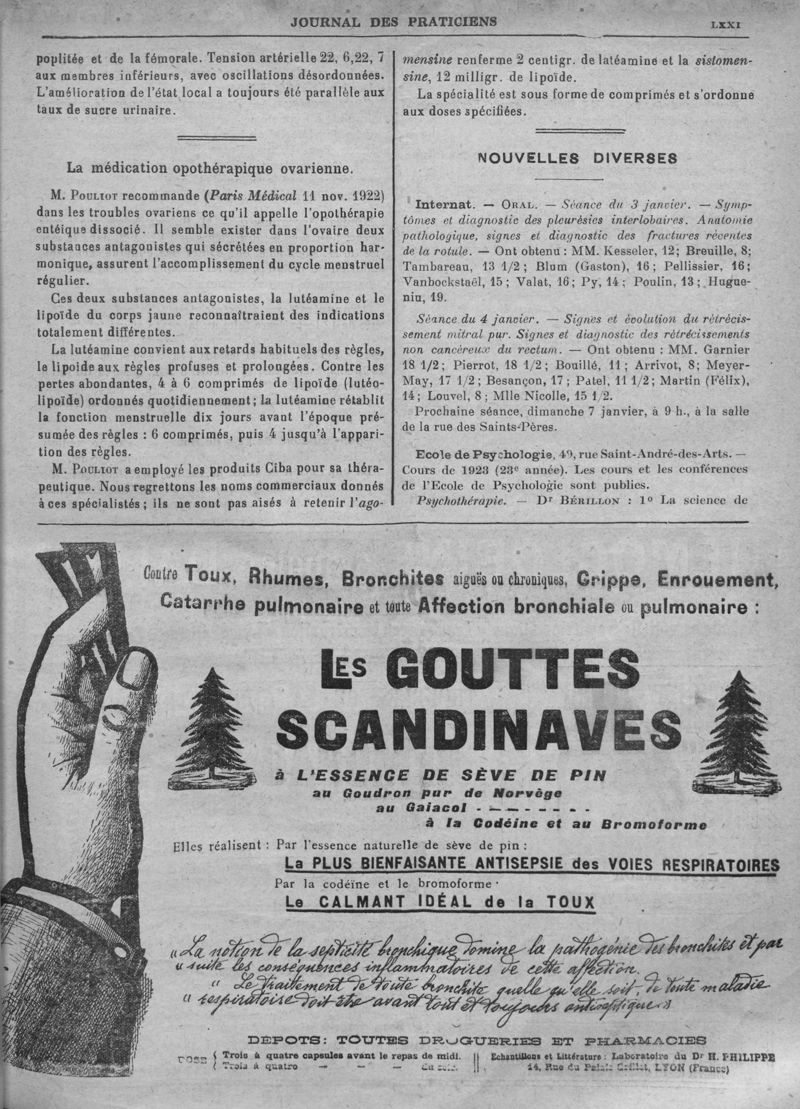 JOURNAL DES PRATICIENS
LXXI
poplitée et de la fémorale. Tension artérielle 22, 6,22, 7
aux membres inférieurs, avec oscillations désordonnées.
L'amélioration de l'état local a toujours été parallèle aux
taux de sucre urinaire.
La médication opothérapique ovarienne.
M. POULIOT recommande (Paris Médical 11 nov. 1922)
dans les troubles ovariens ce qu'il appelle l'opothérapie
entéique dissocié. Il semble exister dans l'ovaire deux
substances antagonistes qui sécrétées en proportion har-
monique, assurent l'accomplissement du cycle menstruel
régulier.
Ces deux substances antagonistes, la lutéamine et le
lipoïde du corps jaune reconnaîtraient des indications
totalement différentes.
La lutéamine convient aux retards habituels des règles,
le lipoide aux règles profuses et prolongées. Contre les
pertes abondantes, 4 à 6 comprimés de lipoïde (lutéo-
lipoïde) ordonnés quotidiennement ; la lutéamine rétablit
la fonction menstruelle dix jours avant l'époque pré-
sumée des règles : 6 comprimés, puis 4 jusqu'à l'appari-
tion des règles.
M. POULIOT a employé les produits Ciba pour sa théra-
peutique. Nous regrettons les noms commerciaux donnés
à ces spécialistés ; ils ne sont pas aisés à retenir l'ago-
mensine renferme 2 centigr. de latéamine et la sistomen-
sine, 12 milligr. de lipoïde.
La spécialité est sous forme de comprimés et s'ordonne
aux doses spécifiées.
NOUVELLES DIVERSES
Internat. — ORAL. — Séance du 3 janvier. — Symp-
tômes et diagnostic des pleurésies interlobaires. Anatomie
pathologique, signes et diagnostic des fractures récentes
de la rotule. — Ont obtenu : MM. Kesseler, 12; Breuille, 8;
Tambareau, 13 1/2 ; Blum (Gaston), 16 ; Pellissier, 16;
Vanbockstaël, 15 ; Valat, 16 ; Py, 14 ; Poulin, 13 ; Hugue-
nin, 19.
Séance du 4 janvier. — Signes et évolution du rétrécis-
sement mitral pur. Signes et diagnostic des rétrécissements
non cancéreux du rectum. — Ont obtenu : MM. Garnier
18 1/2 ; Pierrot, 18 1/2 ; Bouillé, 11 ; Arrivot, 8; Meyer-
May, 17 1/2 ; Besançon, 17 ; Patel, 11 1/2 ; Martin (Félix),
14 ; Louvel, 8 ; Mlle Nicolle, 15 1/2.
Prochaine séance, dimanche 7 janvier, à 9 h., à la salle
de la rue des Saints-Pères.
Ecole de Psychologie, 49, rue Saint-André-des-Arts. —
Cours de 1923 (23e année). Les cours et les conférences
de l'Ecole de Psychologie sont publics.
Psychothérapie. — Dr BÉRILLON : 1o La science de
Contre Toux, Rhumes, Bronchites aiguës ou chroniques, Grippe, Enrouement,
Catarrhe pulmonaire et toute Affection bronchiale ou pulmonaire :
LES GOUTTES
SCANDINAVES
à L'ESSENCE DE SÈVE DE PIN
au Goudron pur de Norvège
au Gaïacol
à la Codéine et au Bromoforme
Elles réalisent : Par l'essence naturelle de sève de pin :
La PLUS BIENFAISANTE ANTISEPSIE des VOIES RESPIRATOIRES
Par la codéïne et le bromoforme :
Le CALMANT IDÉAL de la TOUX
« La notion de la septicité bronchique domine la pathogénie des bronchites et par
« suite les conséquences inflammatoires de cette affection.
« Le traitement de toute bronchite quelle qu'elle soit, de toute maladie
« respiratoire doit être avant tout et toujours antiseptique. »
DÉPOTS: TOUTES DROGUERIES ET PHARMACIES
DOSE { Trois à quatre capsules avant le repas de midi.
{ Trois à quatre — — — du soir.
Echantillons et Littérature : Laboratoire du Dr H. PHILIPPE
24, Rue du Palais LYON (France)